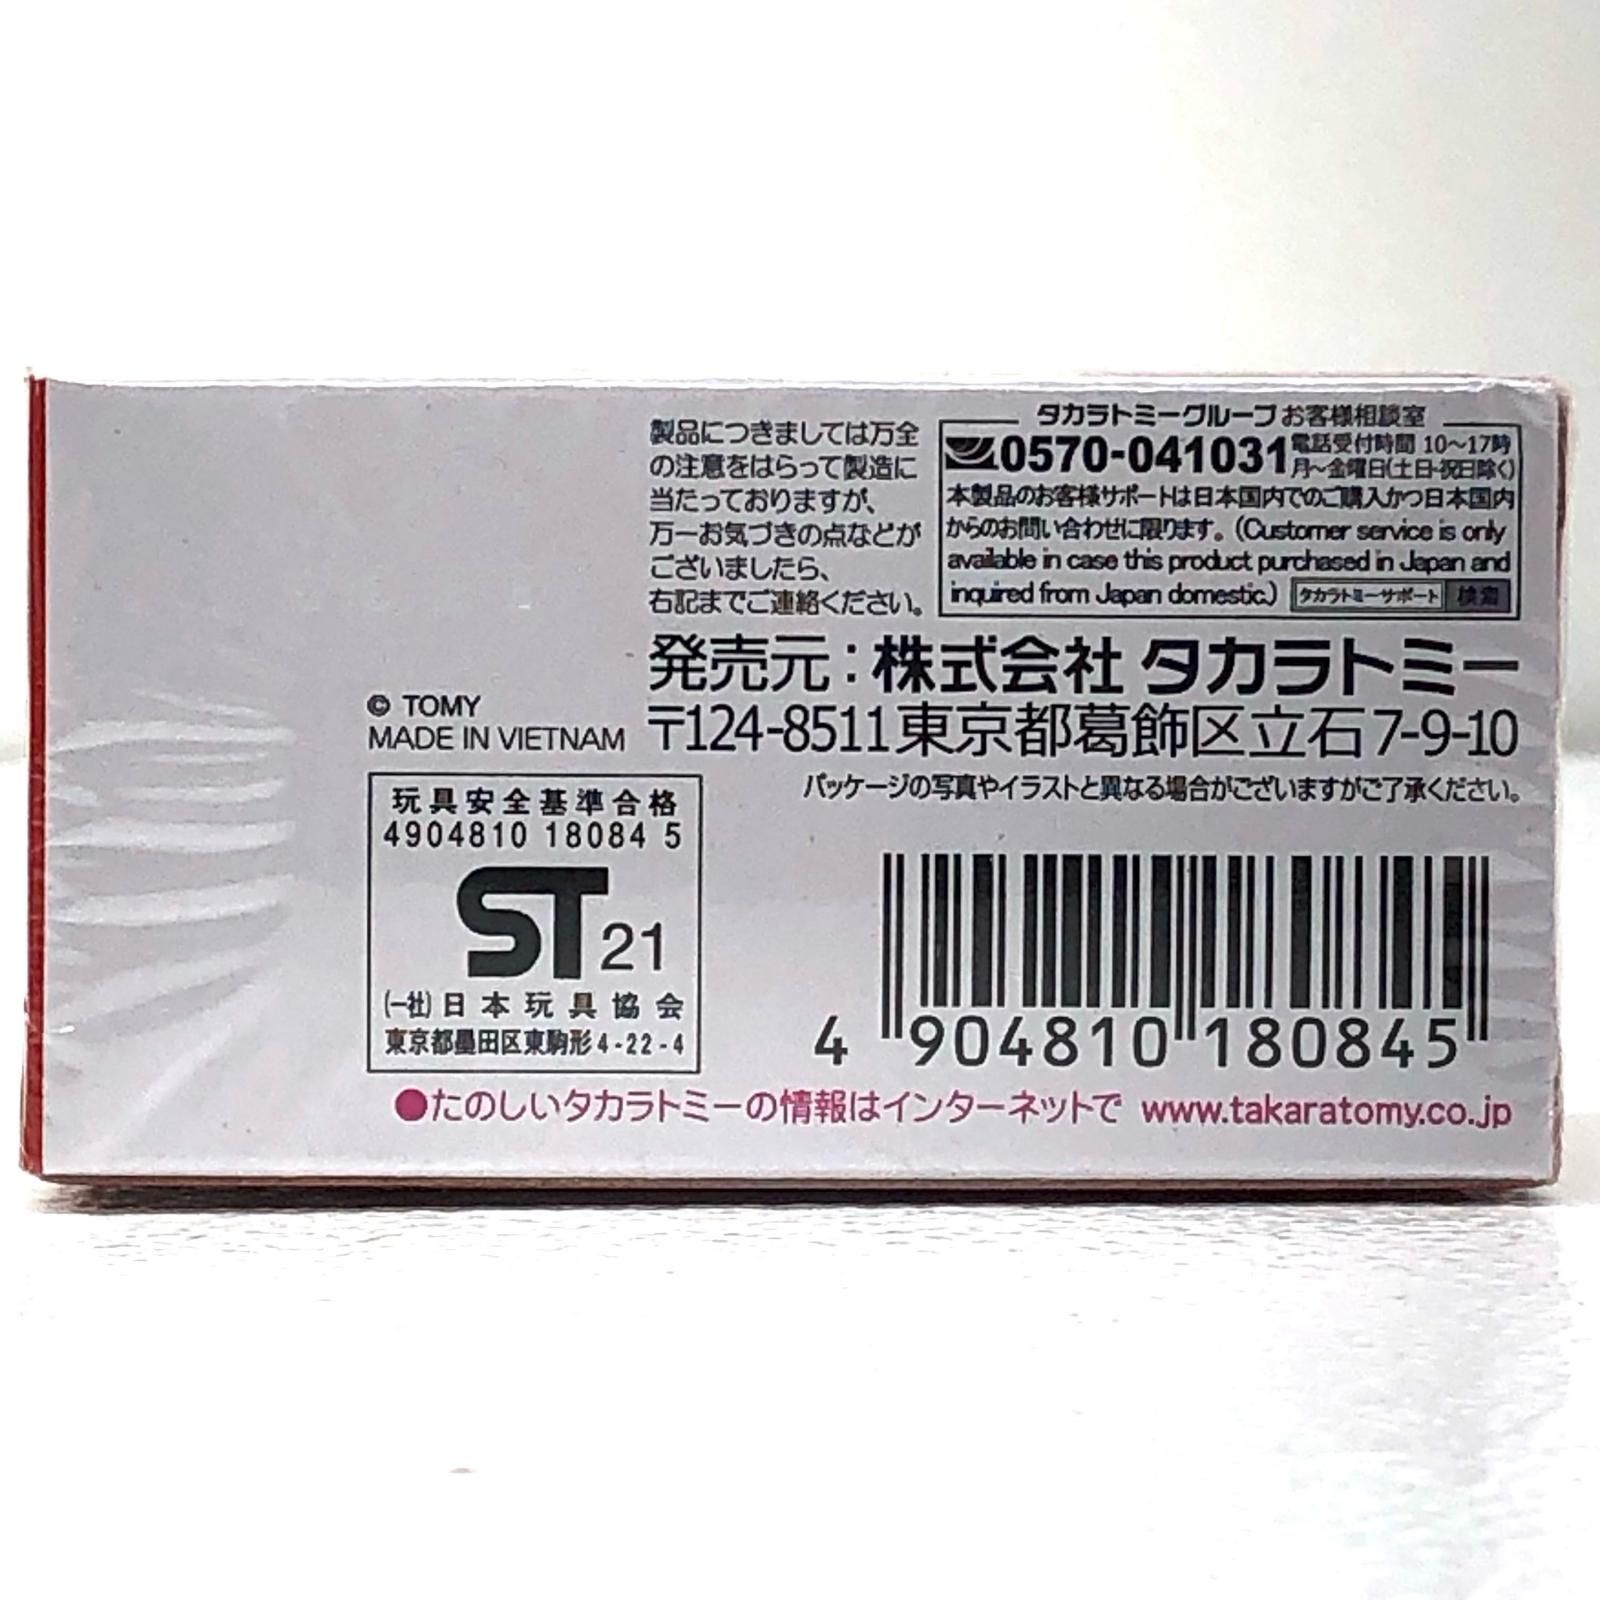 製品につきましては万全
の注意をはらって製造に
当たっておりますが、
万一お気づきの点などが
ございましたら、
右記までご連絡ください。
タカラトミーグループお客様相談室
0570-041031
電話受付時間 10〜17時
月〜金曜日(土日・祝日除く)
本製品のお客様サポートは日本国内でのご購入かつ日本国内
からのお問い合わせに限ります。(Customer service is only
available in case this product purchased in Japan and
inquired from Japan domestic.)
タカラトミーサポート 検索
発売元:株式会社 タカラトミー
〒124-8511東京都葛飾区立石7-9-10
© TOMY
MADE IN VIETNAM
パッケージの写真やイラストと異なる場合がございますがご了承ください。
玩具安全基準合格
4904810 18084 5
ST 21
(一社)日本玩具協会
東京都墨田区東駒形4-22-4
4 904810 180845
●たのしいタカラトミーの情報はインターネットで www.takaratomy.co.jp